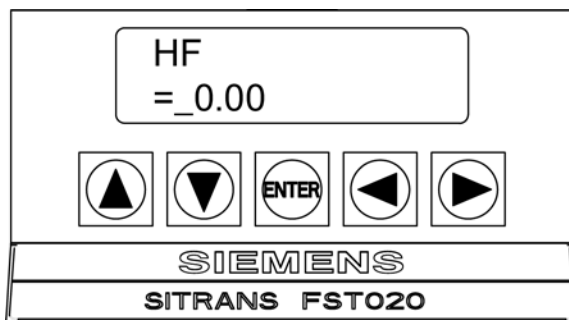 HF
=_0.00
ENTER
SIEMENS
SITRANS FST020